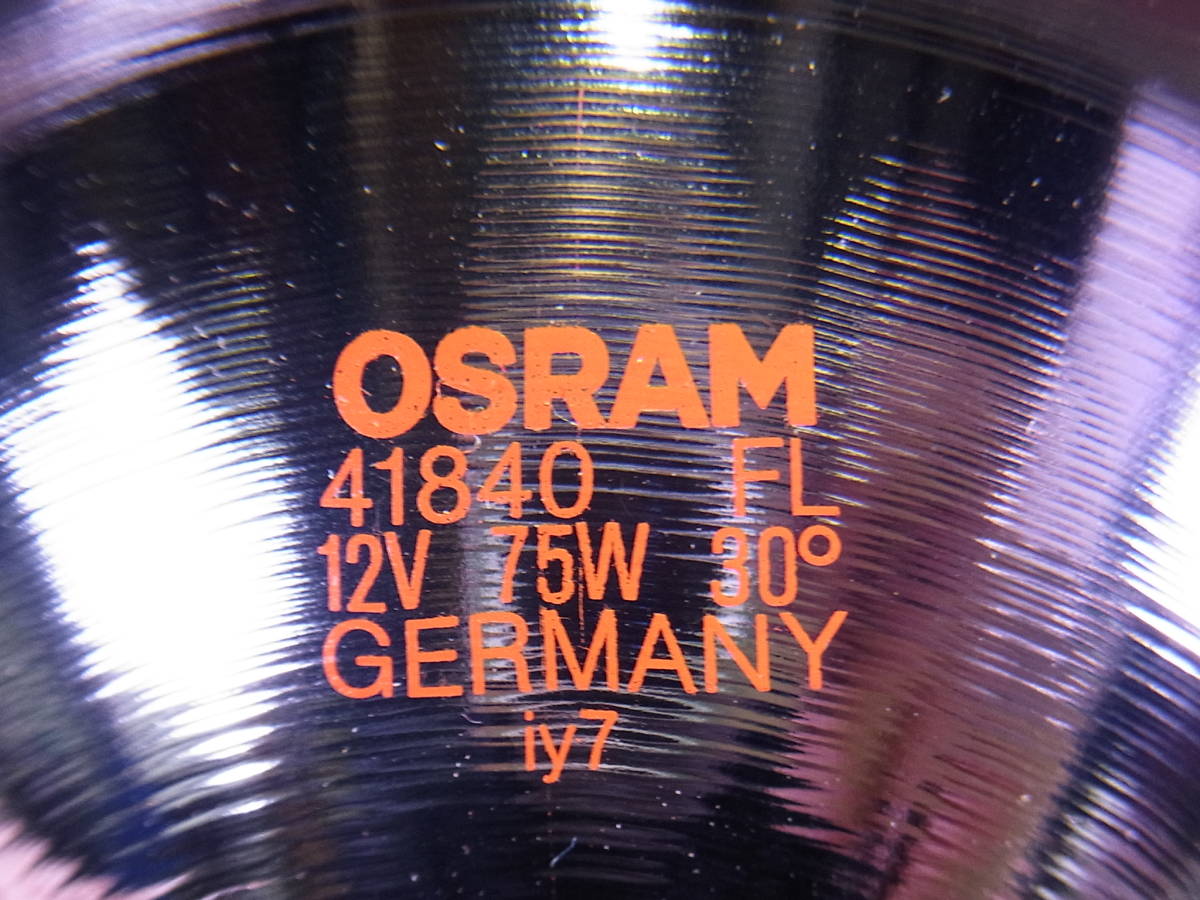 OSRAM
41840 FL
12V 75W 30°
GERMANY
iy7